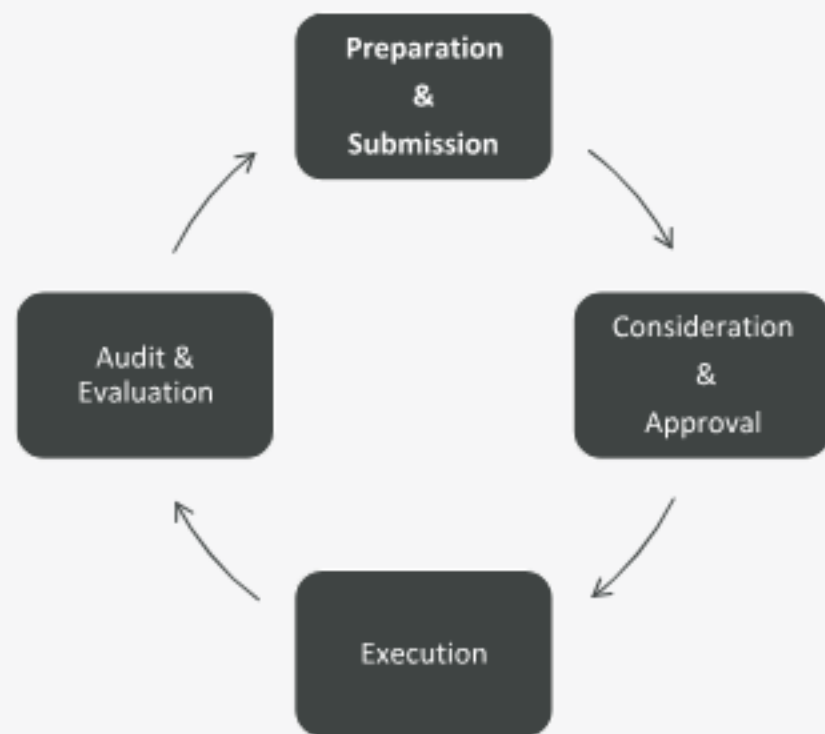 Preparation
&
Submission
Consideration
&
Approval
Execution
Audit &
Evaluation